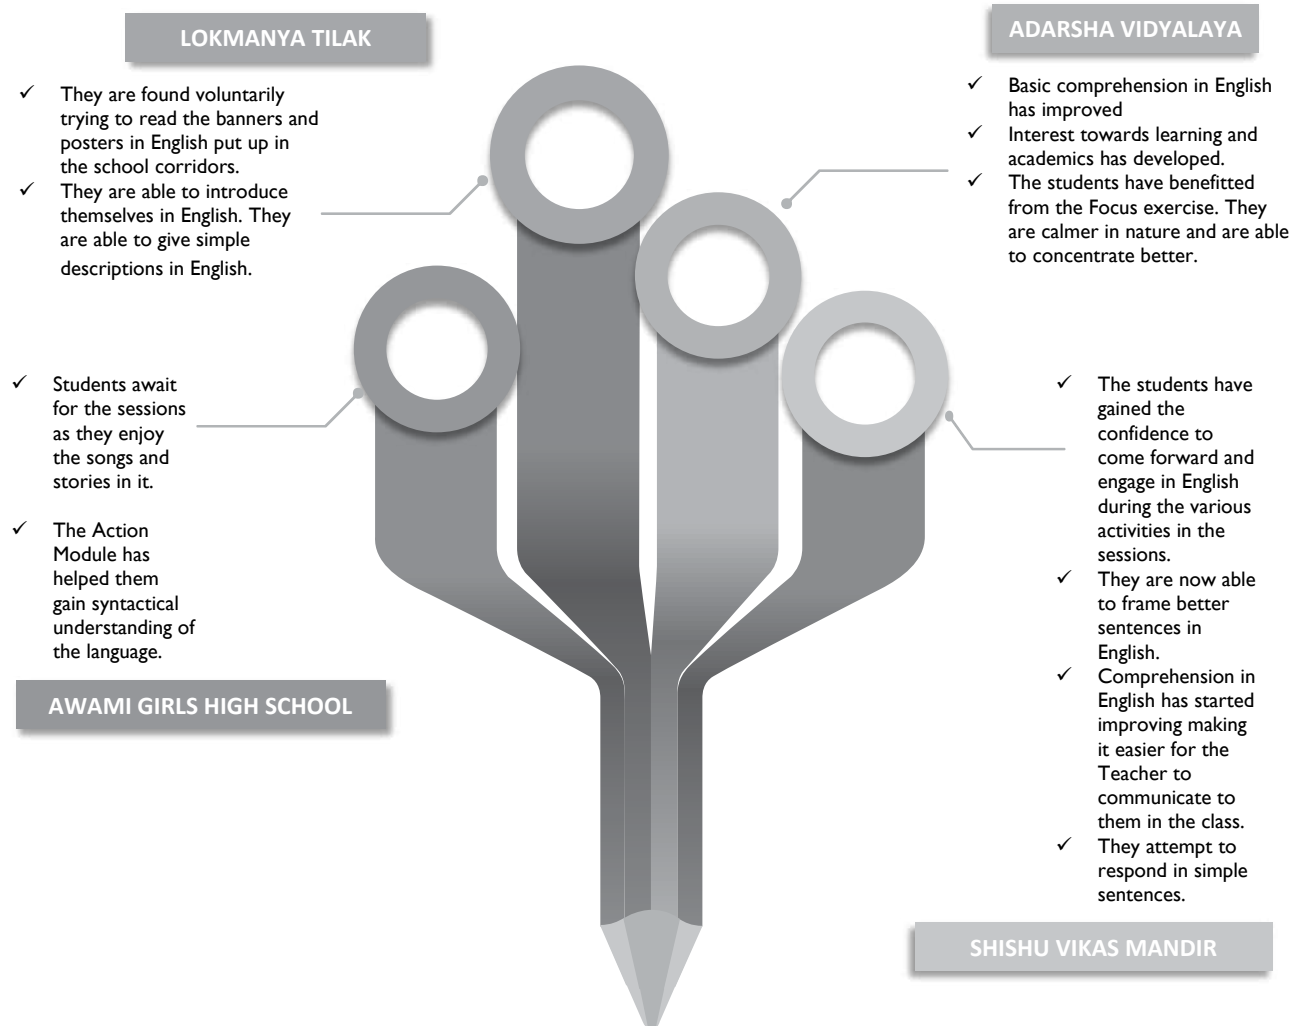 LOKMANYA TILAK
✓ They are found voluntarily
trying to read the banners and
posters in English put up in
the school corridors.
✓ They are able to introduce
themselves in English. They
are able to give simple
descriptions in English.
ADARSHA VIDYALAYA
✓ Basic comprehension in English
has improved
✓ Interest towards learning and
academics has developed.
✓ The students have benefitted
from the Focus exercise. They
are calmer in nature and are able
to concentrate better.
✓ Students await
for the sessions
as they enjoy
the songs and
stories in it.
✓ The Action
Module has
helped them
gain syntactical
understanding of
the language.
AWAMI GIRLS HIGH SCHOOL
✓ The students have
gained the
confidence to
come forward and
engage in English
during the various
activities in the
sessions.
✓ They are now able
to frame better
sentences in
English.
✓ Comprehension in
English has started
improving making
it easier for the
Teacher to
communicate to
them in the class.
✓ They attempt to
respond in simple
sentences.
SHISHU VIKAS MANDIR